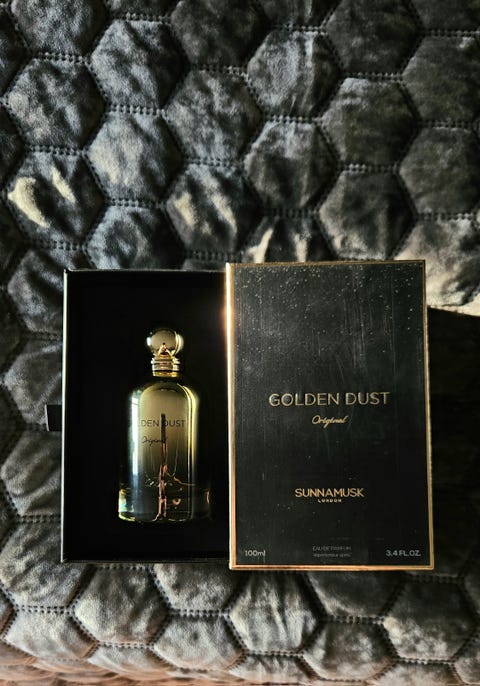 GOLDEN DUST
Original
GOLDEN DUST
Original
SUNNAMUSK
LONDON
100ml
EAU DE PARFUM
3.4 FL.OZ.